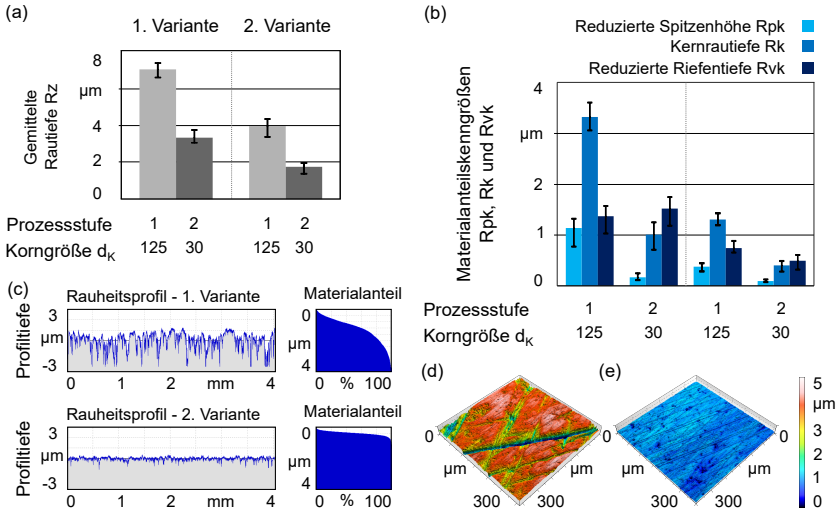 (a)
1. Variante 2. Variante
Gemittelte
Rautiefe Rz
8
µm
4
2
0
Prozessstufe 1 2 1 2
Korngröße dK 125 30 125 30
(b)
Reduzierte Spitzenhöhe Rpk
Kernrautiefe Rk
Reduzierte Riefentiefe Rvk
Materialanteilskenngrößen
Rpk, Rk und Rvk
4
µm
2
1
0
Prozessstufe 1 2 1 2
Korngröße dK 125 30 125 30
(c)
Rauheitsprofil - 1. Variante
Profiltiefe
3
µm
-3
0 1 2 mm 4
Materialanteil
0
µm
4
0 % 100
Rauheitsprofil - 2. Variante
Profiltiefe
3
µm
-3
0 1 2 mm 4
Materialanteil
0
µm
4
0 % 100
(d)
0 0
µm µm
300 300
(e)
0
µm µm
300 300
5
µm
3
2
1
0